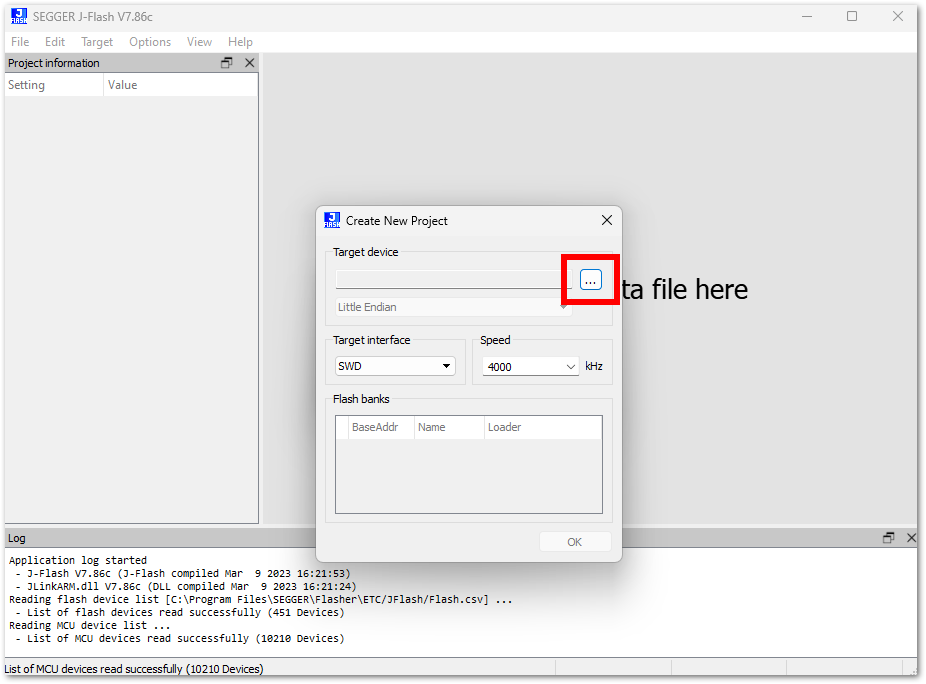 SEGGER J-Flash V7.86c
File Edit Target Options View Help
Project information
Setting Value
Create New Project
Target device
...
ta file here
Little Endian
Target interface Speed
SWD 4000 kHz
Flash banks
BaseAddr Name Loader
OK
Log
Application log started
- J-Flash V7.86c (J-Flash compiled Mar  9 2023 16:21:53)
- JLinkARM.dll V7.86c (DLL compiled Mar  9 2023 16:21:24)
Reading flash device list [C:\Program Files\SEGGER\Flasher\ETC/JFlash/Flash.csv] ...
- List of flash devices read successfully (451 Devices)
Reading MCU device list ...
- List of MCU devices read successfully (10210 Devices)
List of MCU devices read successfully (10210 Devices)